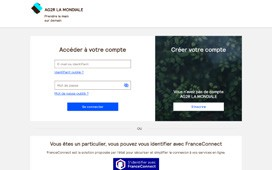 AG2R LA MONDIALE
Prendre la main
sur demain
Accéder à votre compte
E-mail ou identifiant
Identifiant oublié ?
Mot de passe
Mot de passe oublié ?
Se connecter
Créer votre compte
Vous n'avez pas de compte
AG2R LA MONDIALE
S'inscrire
OU
Vous êtes un particulier, vous pouvez vous identifier avec FranceConnect
FranceConnect est la solution proposée par l'État pour sécuriser et simplifier la connexion à vos services en ligne.
S'identifier avec
FranceConnect